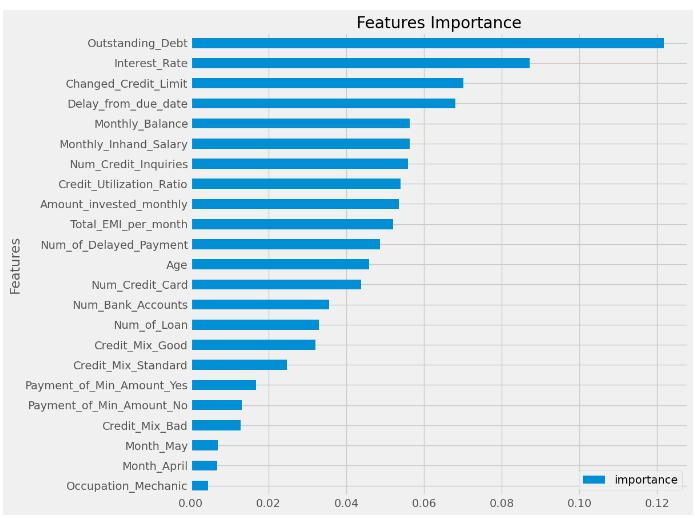 Features Importance
Outstanding_Debt
Interest_Rate
Changed_Credit_Limit
Delay_from_due_date
Monthly_Balance
Monthly_Inhand_Salary
Num_Credit_Inquiries
Credit_Utilization_Ratio
Amount_invested_monthly
Total_EMI_per_month
Num_of_Delayed_Payment
Age
Num_Credit_Card
Num_Bank_Accounts
Num_of_Loan
Credit_Mix_Good
Credit_Mix_Standard
Payment_of_Min_Amount_Yes
Payment_of_Min_Amount_No
Credit_Mix_Bad
Month_May
Month_April
Occupation_Mechanic
Features
importance
0.00 0.02 0.04 0.06 0.08 0.10 0.12